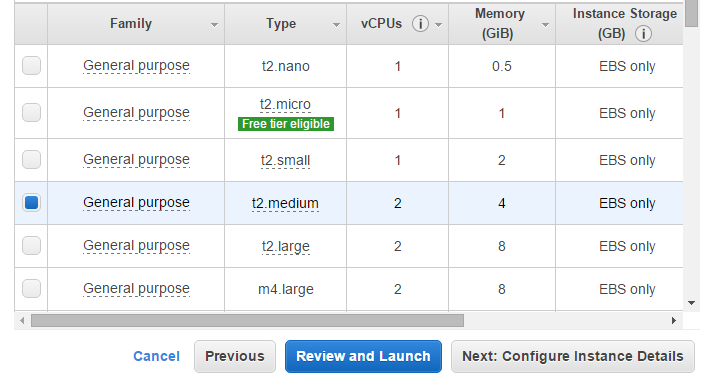 Family Type vCPUs i Memory (GiB) Instance Storage (GB) i
General purpose t2.nano 1 0.5 EBS only
General purpose t2.micro Free tier eligible 1 1 EBS only
General purpose t2.small 1 2 EBS only
General purpose t2.medium 2 4 EBS only
General purpose t2.large 2 8 EBS only
General purpose m4.large 2 8 EBS only
Cancel Previous Review and Launch Next: Configure Instance Details